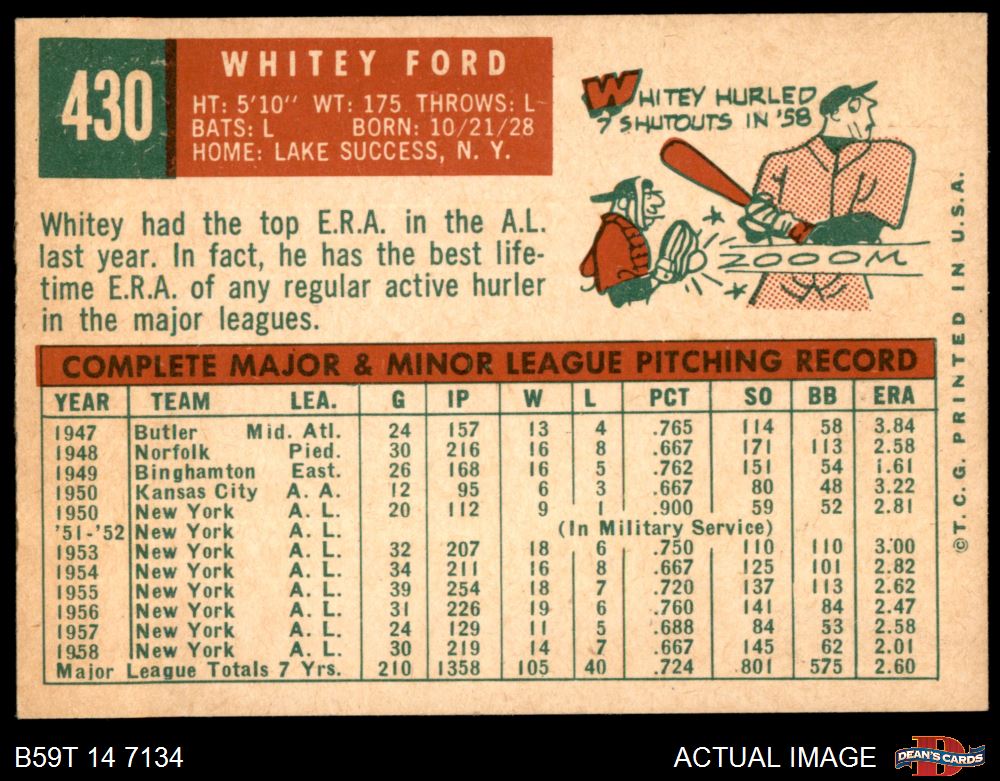 430
WHITEY FORD
HT: 5'10" WT: 175 THROWS: L
BATS: L BORN: 10/21/28
HOME: LAKE SUCCESS, N. Y.
WHITEY HURLED
7 SHUTOUTS IN '58
ZOOOM
Whitey had the top E.R.A. in the A.L.
last year. In fact, he has the best life-
time E.R.A. of any regular active hurler
in the major leagues.
COMPLETE MAJOR & MINOR LEAGUE PITCHING RECORD
YEAR TEAM LEA. G IP W L PCT SO BB ERA
1947 Butler Mid. Atl. 24 157 13 4 .765 114 58 3.84
1948 Norfolk Pied. 30 216 16 8 .667 171 113 2.58
1949 Binghamton East. 26 168 16 5 .762 151 54 1.61
1950 Kansas City A. A. 12 95 6 3 .667 80 48 3.22
1950 New York A. L. 20 112 9 1 .900 59 52 2.81
'51-'52 New York A. L. (In Military Service)
1953 New York A. L. 32 207 18 6 .750 110 110 3.00
1954 New York A. L. 34 211 16 8 .667 125 101 2.82
1955 New York A. L. 39 254 18 7 .720 137 113 2.62
1956 New York A. L. 31 226 19 6 .760 141 84 2.47
1957 New York A. L. 24 129 11 5 .688 84 53 2.58
1958 New York A. L. 30 219 14 7 .667 145 62 2.01
Major League Totals 7 Yrs. 210 1358 105 40 .724 801 575 2.60
©T. C. G. PRINTED IN U.S.A.
B59T 14 7134
ACTUAL IMAGE
DEAN'S CARDS